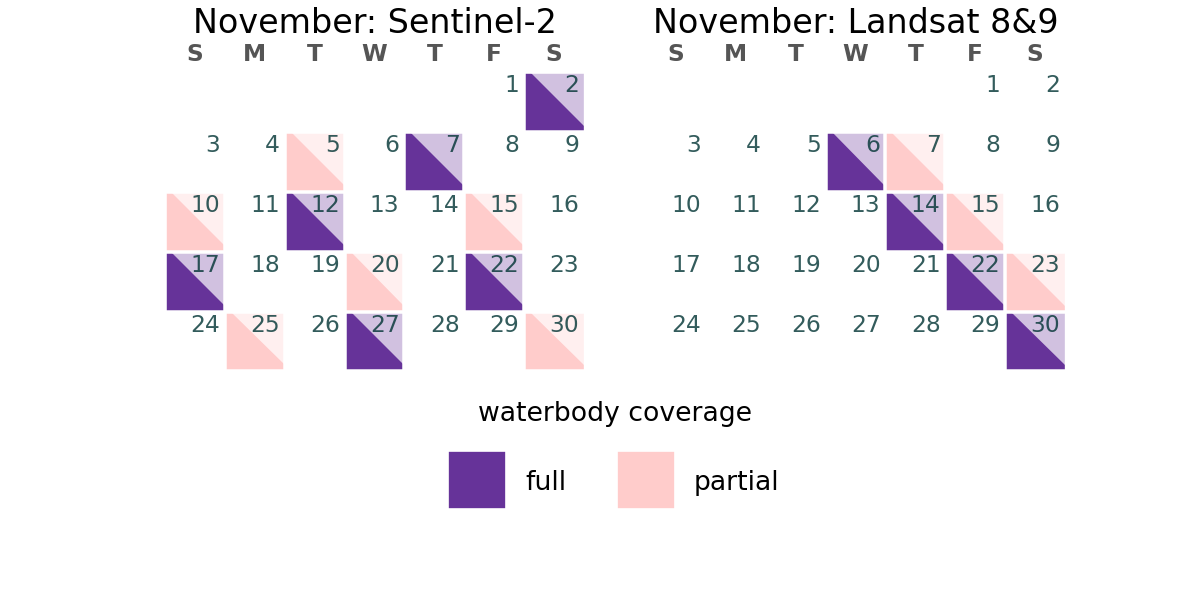 November: Sentinel-2
S M T W T F S
1 2
3 4 5 6 7 8 9
10 11 12 13 14 15 16
17 18 19 20 21 22 23
24 25 26 27 28 29 30
November: Landsat 8&9
S M T W T F S
1 2
3 4 5 6 7 8 9
10 11 12 13 14 15 16
17 18 19 20 21 22 23
24 25 26 27 28 29 30
waterbody coverage
full
partial